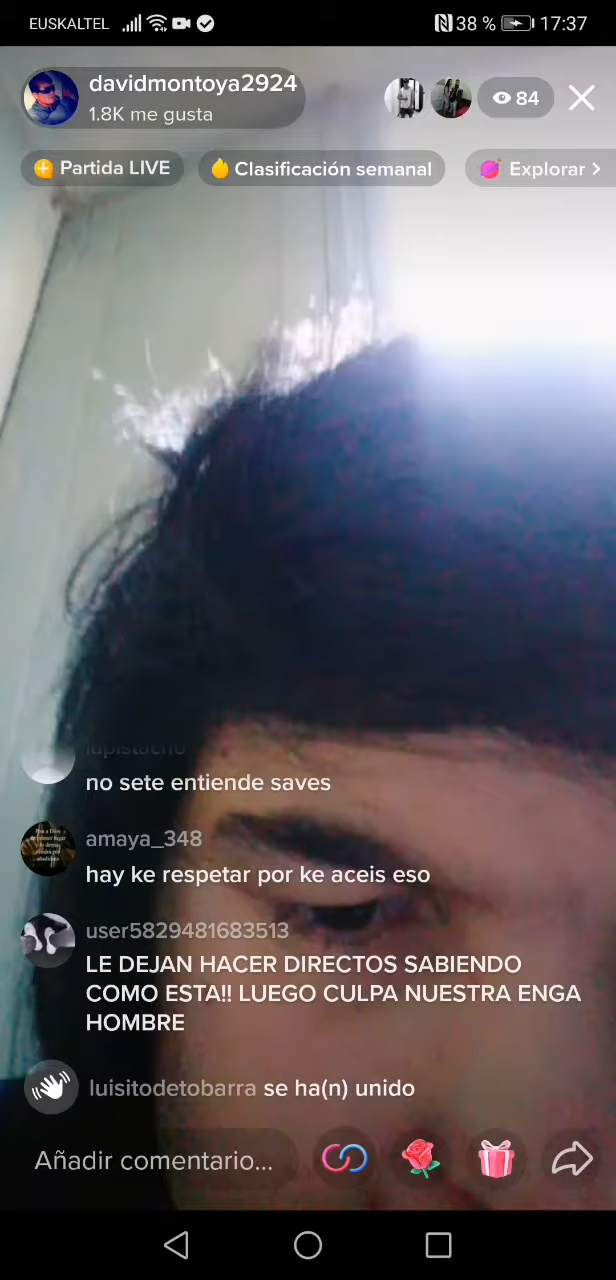 EUSKALTEL 38 % 17:37
davidmontoya2924
1.8K me gusta
84
Partida LIVE
Clasificación semanal
Explorar >
no sete entiende saves
amaya_348
hay ke respetar por ke aceis eso
user5829481683513
LE DEJAN HACER DIRECTOS SABIENDO
COMO ESTA!! LUEGO CULPA NUESTRA ENGA
HOMBRE
luisitodetobarra se ha(n) unido
Añadir comentario...